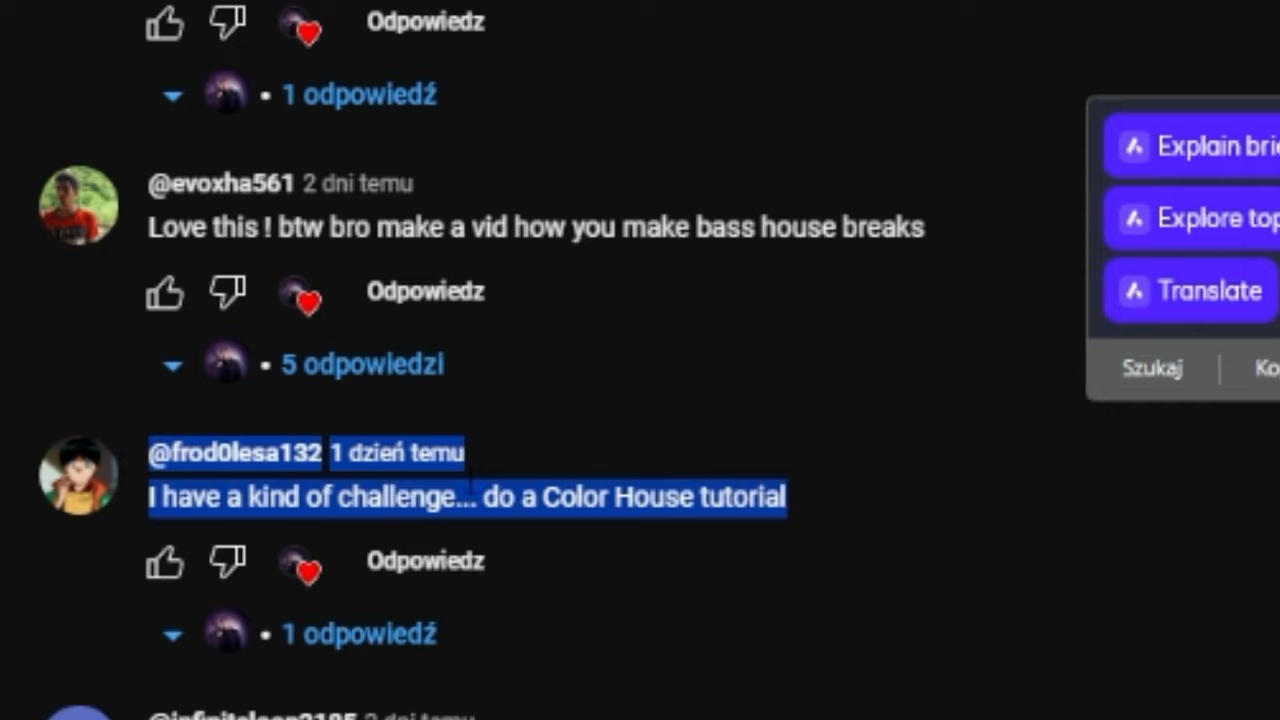 Odpowiedz
• 1 odpowiedź
Explain brie
@evoxha561 2 dni temu
Love this ! btw bro make a vid how you make bass house breaks
Explore top
Translate
Odpowiedz
• 5 odpowiedzi
Szukaj | Ko
@frod0lesa132 1 dzień temu
I have a kind of challenge... do a Color House tutorial
Odpowiedz
• 1 odpowiedź